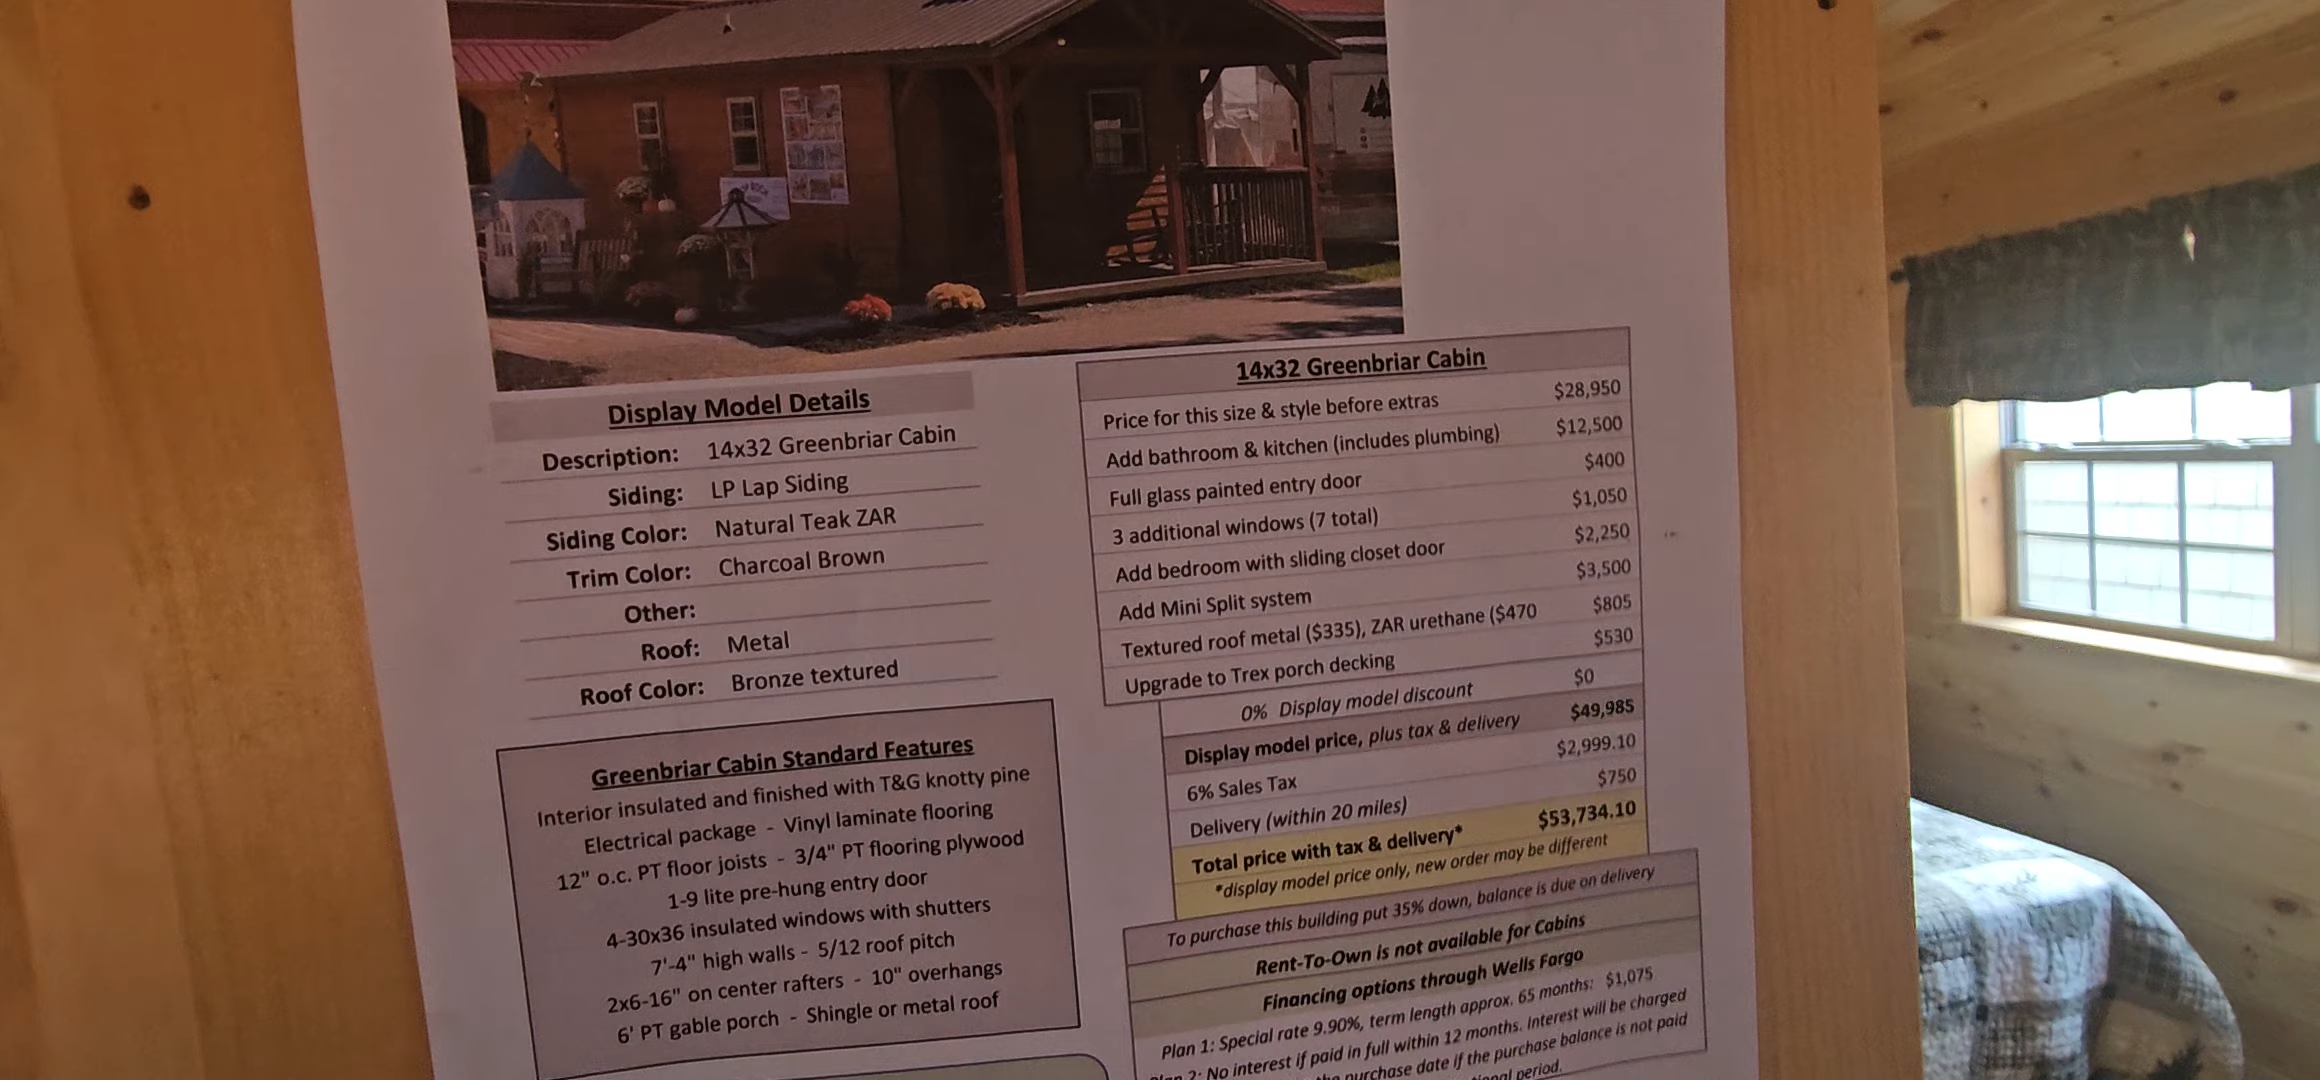 Display Model Details
Description: 14x32 Greenbriar Cabin
Siding: LP Lap Siding
Siding Color: Natural Teak ZAR
Trim Color: Charcoal Brown
Other:
Roof: Metal
Roof Color: Bronze textured
Greenbriar Cabin Standard Features
Interior insulated and finished with T&G knotty pine
Electrical package - Vinyl laminate flooring
12" o.c. PT floor joists - 3/4" PT flooring plywood
1-9 lite pre-hung entry door
4-30x36 insulated windows with shutters
7'-4" high walls - 5/12 roof pitch
2x6-16" on center rafters - 10" overhangs
6' PT gable porch - Shingle or metal roof
14x32 Greenbriar Cabin
Price for this size & style before extras $28,950
Add bathroom & kitchen (includes plumbing) $12,500
Full glass painted entry door $400
3 additional windows (7 total) $1,050
Add bedroom with sliding closet door $2,250
Add Mini Split system $3,500
Textured roof metal ($335), ZAR urethane ($470 $805
Upgrade to Trex porch decking $530
0% Display model discount $0
Display model price, plus tax & delivery $49,985
6% Sales Tax $2,999.10
Delivery (within 20 miles) $750
Total price with tax & delivery* $53,734.10
*display model price only, new order may be different
To purchase this building put 35% down, balance is due on delivery
Rent-To-Own is not available for Cabins
Financing options through Wells Fargo
Plan 1: Special rate 9.90%, term length approx. 65 months: $1,075
2: No interest if paid in full within 12 months. Interest will be charged
purchase date if the purchase balance is not paid
period.